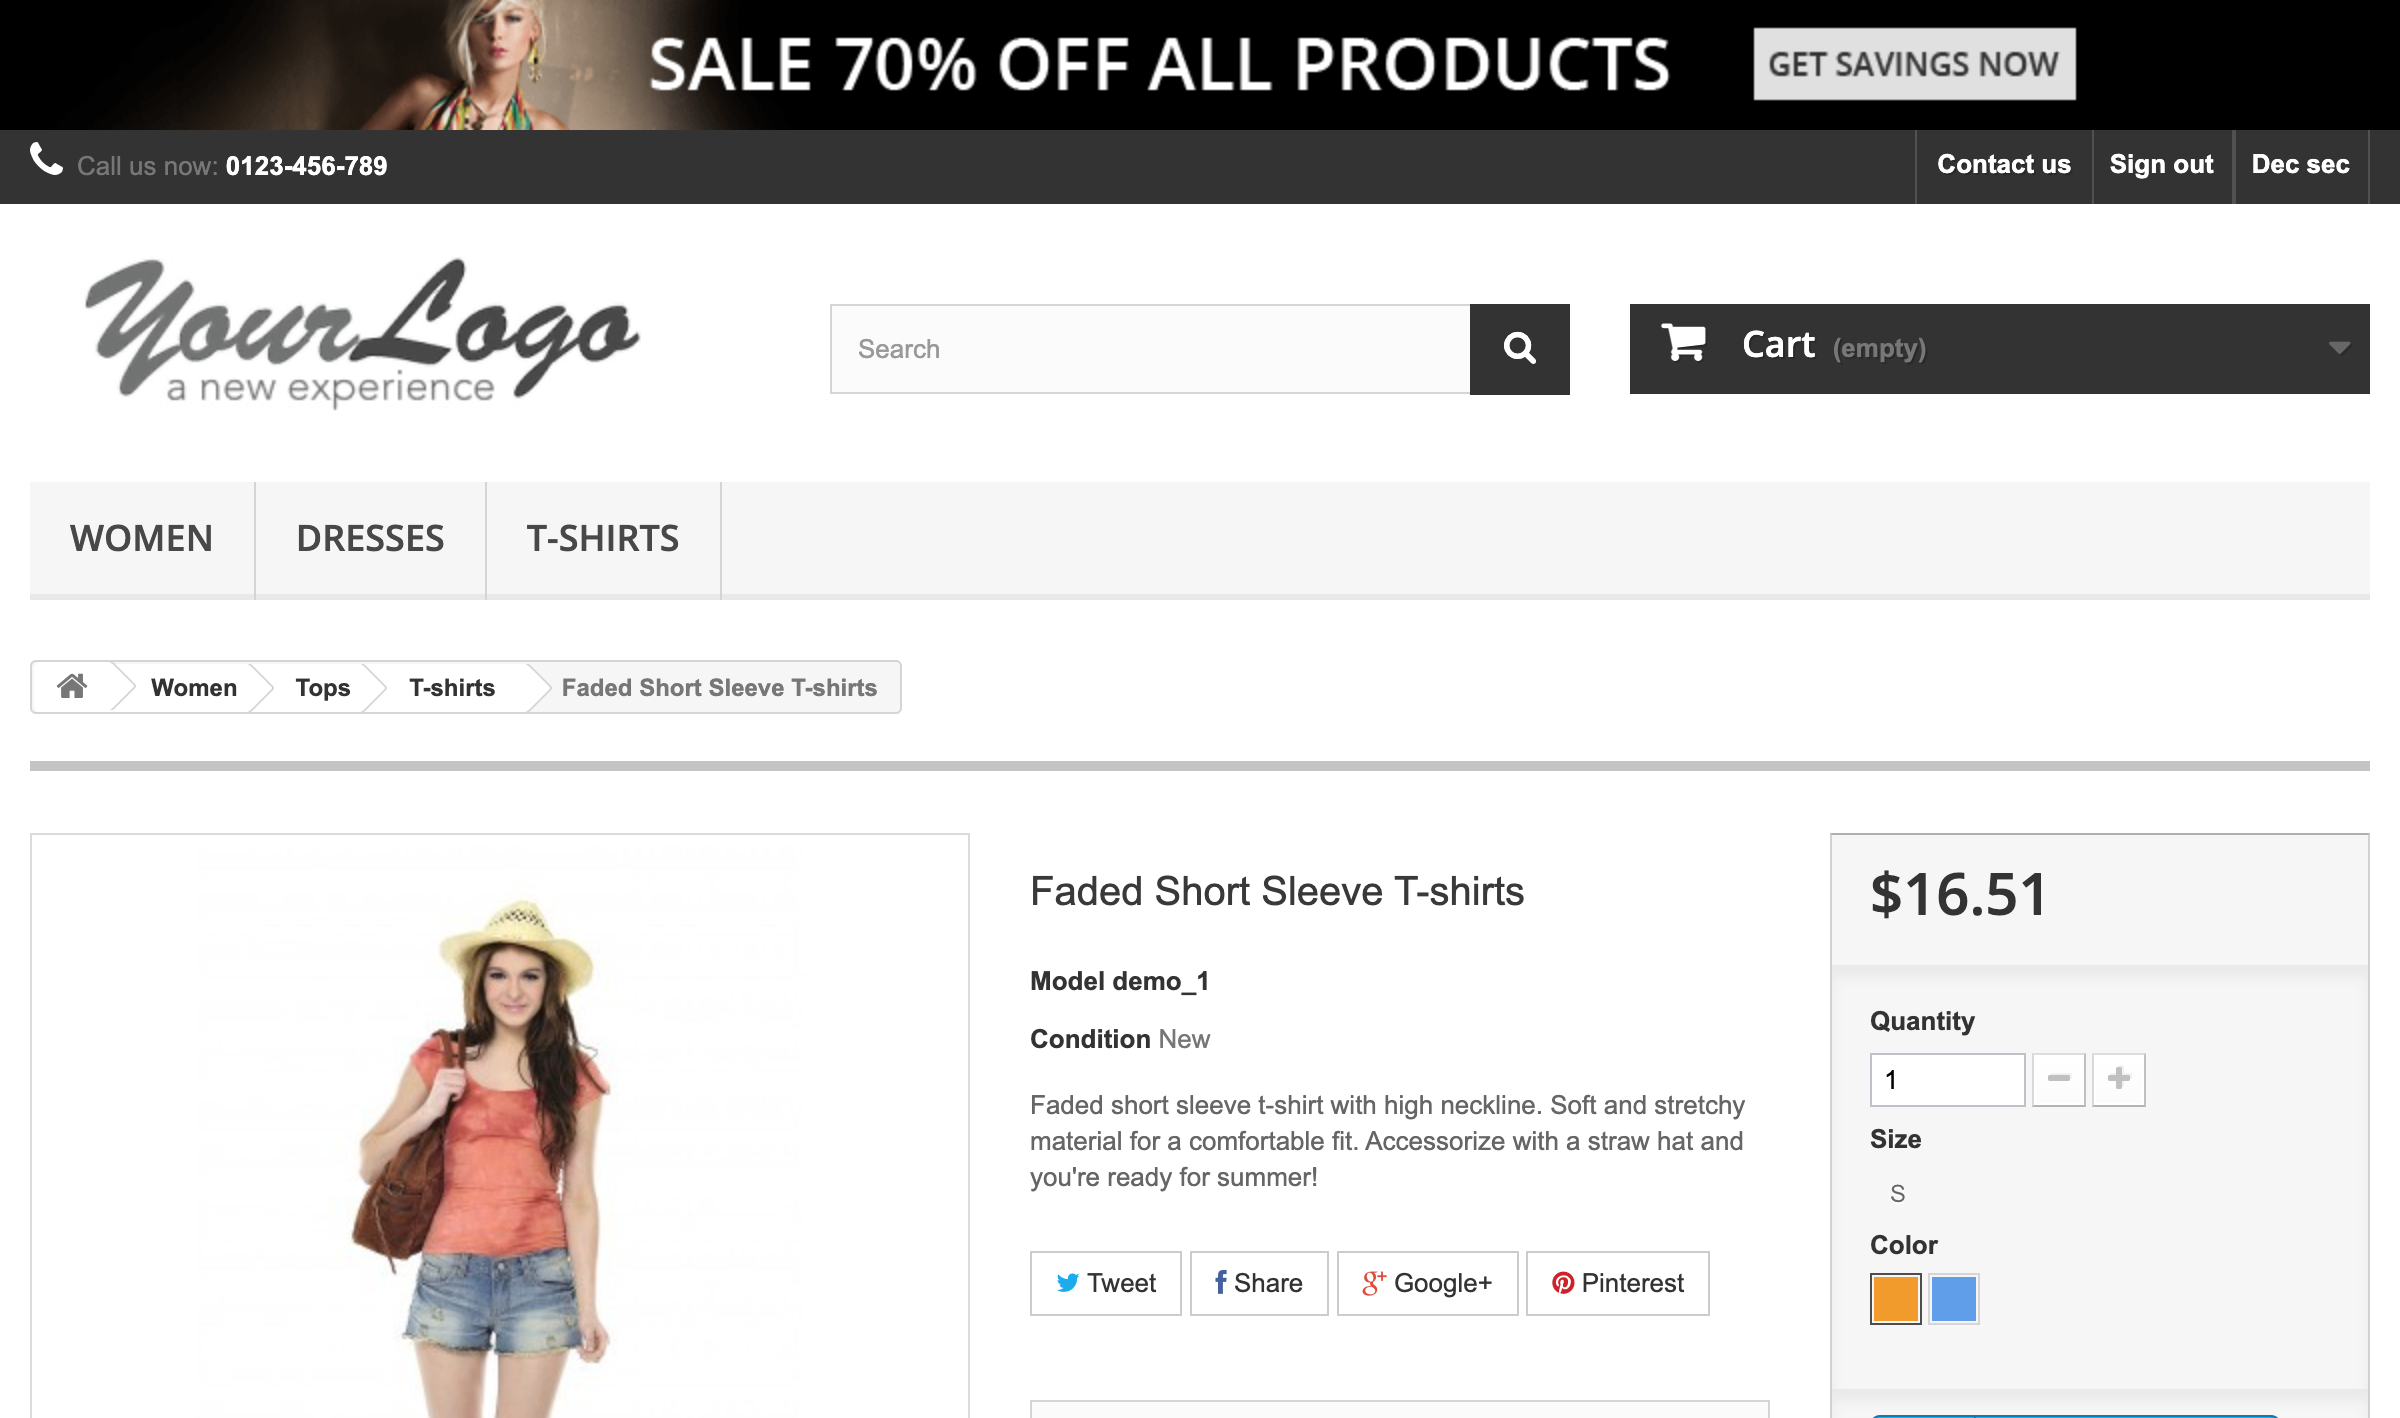 SALE 70% OFF ALL PRODUCTS
GET SAVINGS NOW
Call us now: 0123-456-789
Contact us
Sign out
Dec sec
YourLogo
a new experience
Search
Cart (empty)
WOMEN
DRESSES
T-SHIRTS
Women
Tops
T-shirts
Faded Short Sleeve T-shirts
Faded Short Sleeve T-shirts
Model demo_1
Condition New
Faded short sleeve t-shirt with high neckline. Soft and stretchy
material for a comfortable fit. Accessorize with a straw hat and
you're ready for summer!
Tweet
Share
Google+
Pinterest
$16.51
Quantity
1
Size
S
Color